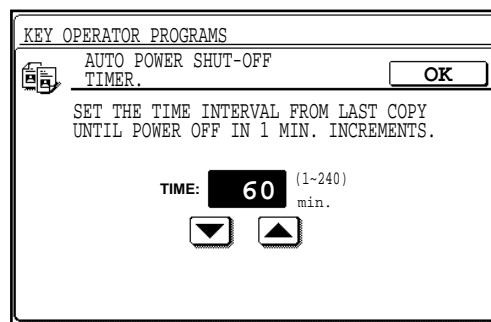 KEY OPERATOR PROGRAMS
AUTO POWER SHUT-OFF
TIMER.
OK
SET THE TIME INTERVAL FROM LAST COPY
UNTIL POWER OFF IN 1 MIN. INCREMENTS.
TIME: 60 (1~240)
min.